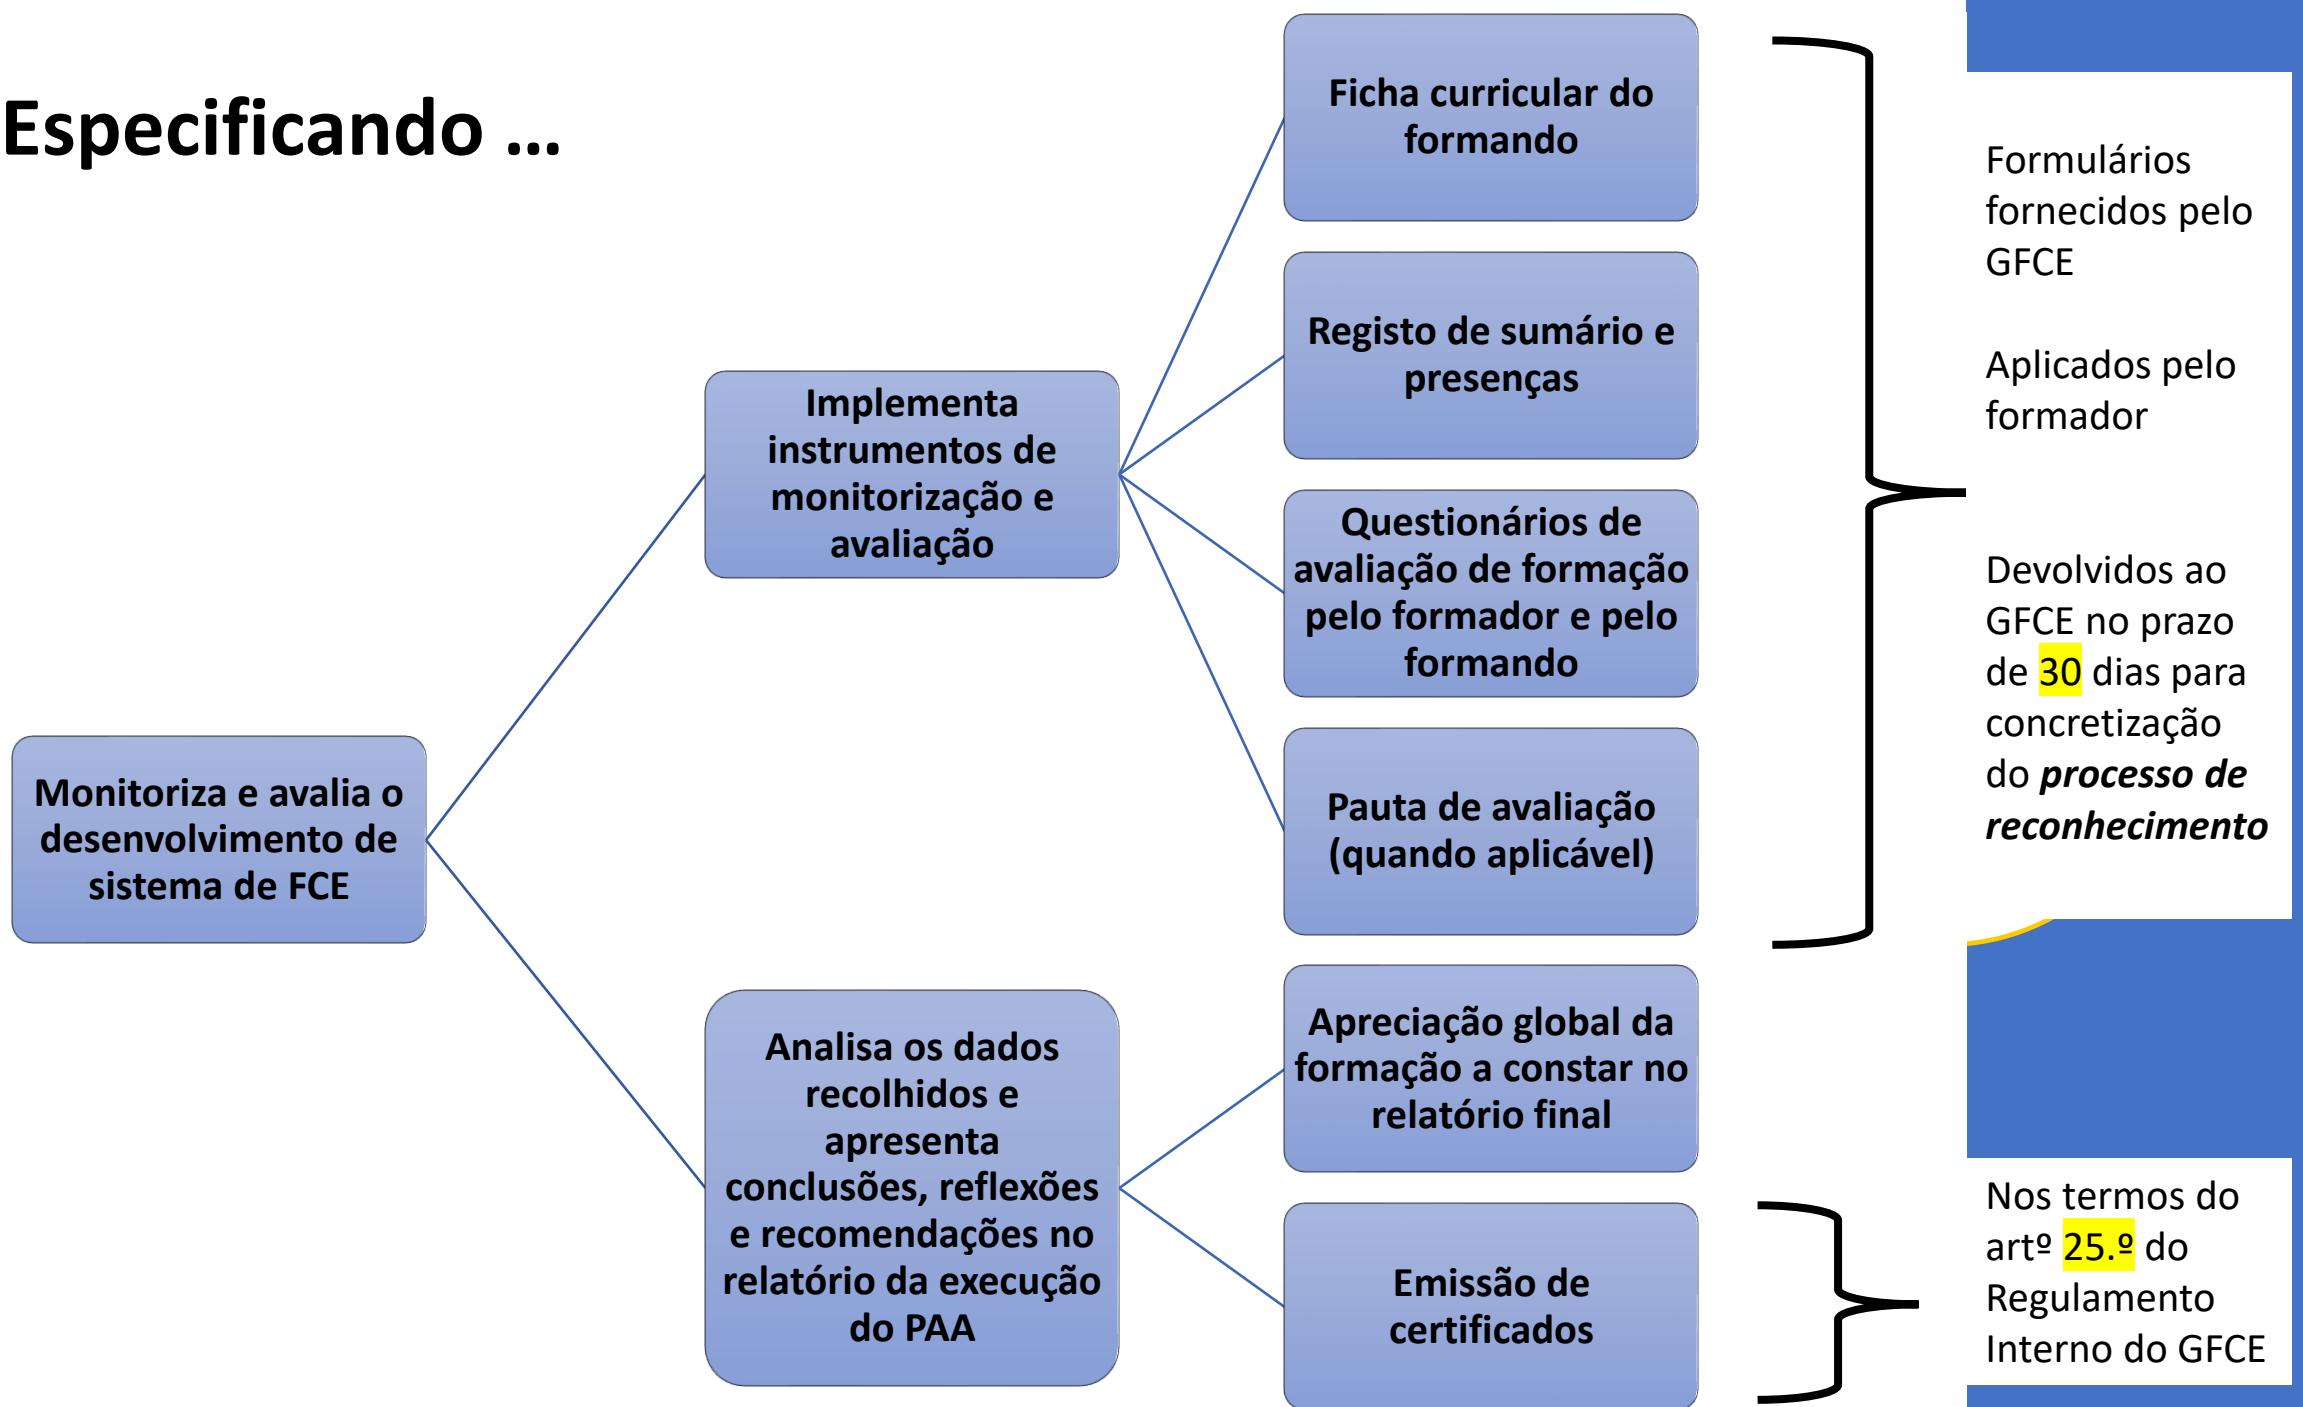 Especificando ...
Monitoriza e avalia o
desenvolvimento de
sistema de FCE
Implementa
instrumentos de
monitorização e
avaliação
Ficha curricular do
formando
Registo de sumário e
presenças
Questionários de
avaliação de formação
pelo formador e pelo
formando
Pauta de avaliação
(quando aplicável)
Formulários
fornecidos pelo
GFCE
Aplicados pelo
formador
Devolvidos ao
GFCE no prazo
de 30 dias para
concretização
do processo de
reconhecimento
Analisa os dados
recolhidos e
apresenta
conclusões, reflexões
e recomendações no
relatório da execução
do PAA
Apreciação global da
formação a constar no
relatório final
Emissão de
certificados
Nos termos do
artº 25.º do
Regulamento
Interno do GFCE